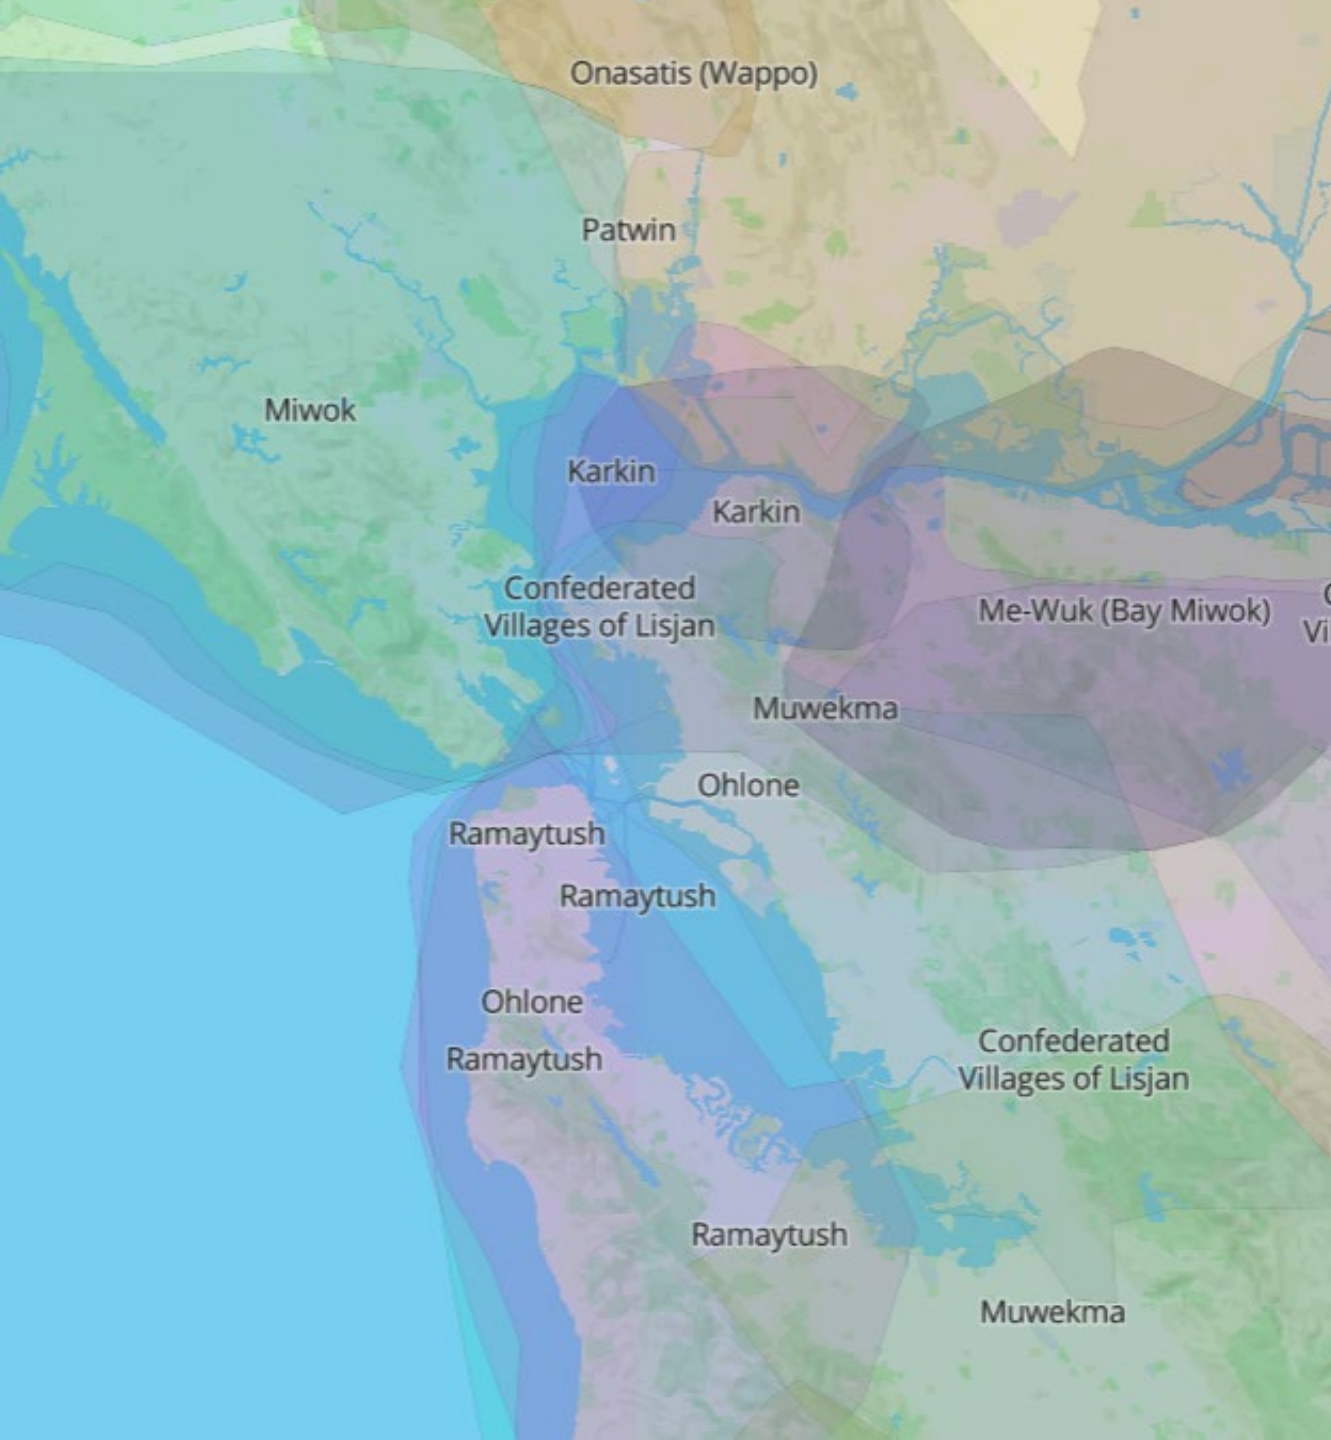 Onasatis (Wappo)
Patwin
Miwok
Karkin
Karkin
Confederated
Villages of Lisjan
Me-Wuk (Bay Miwok)
Muwekma
Ohlone
Ramaytush
Ramaytush
Ohlone
Ramaytush
Confederated
Villages of Lisjan
Ramaytush
Muwekma